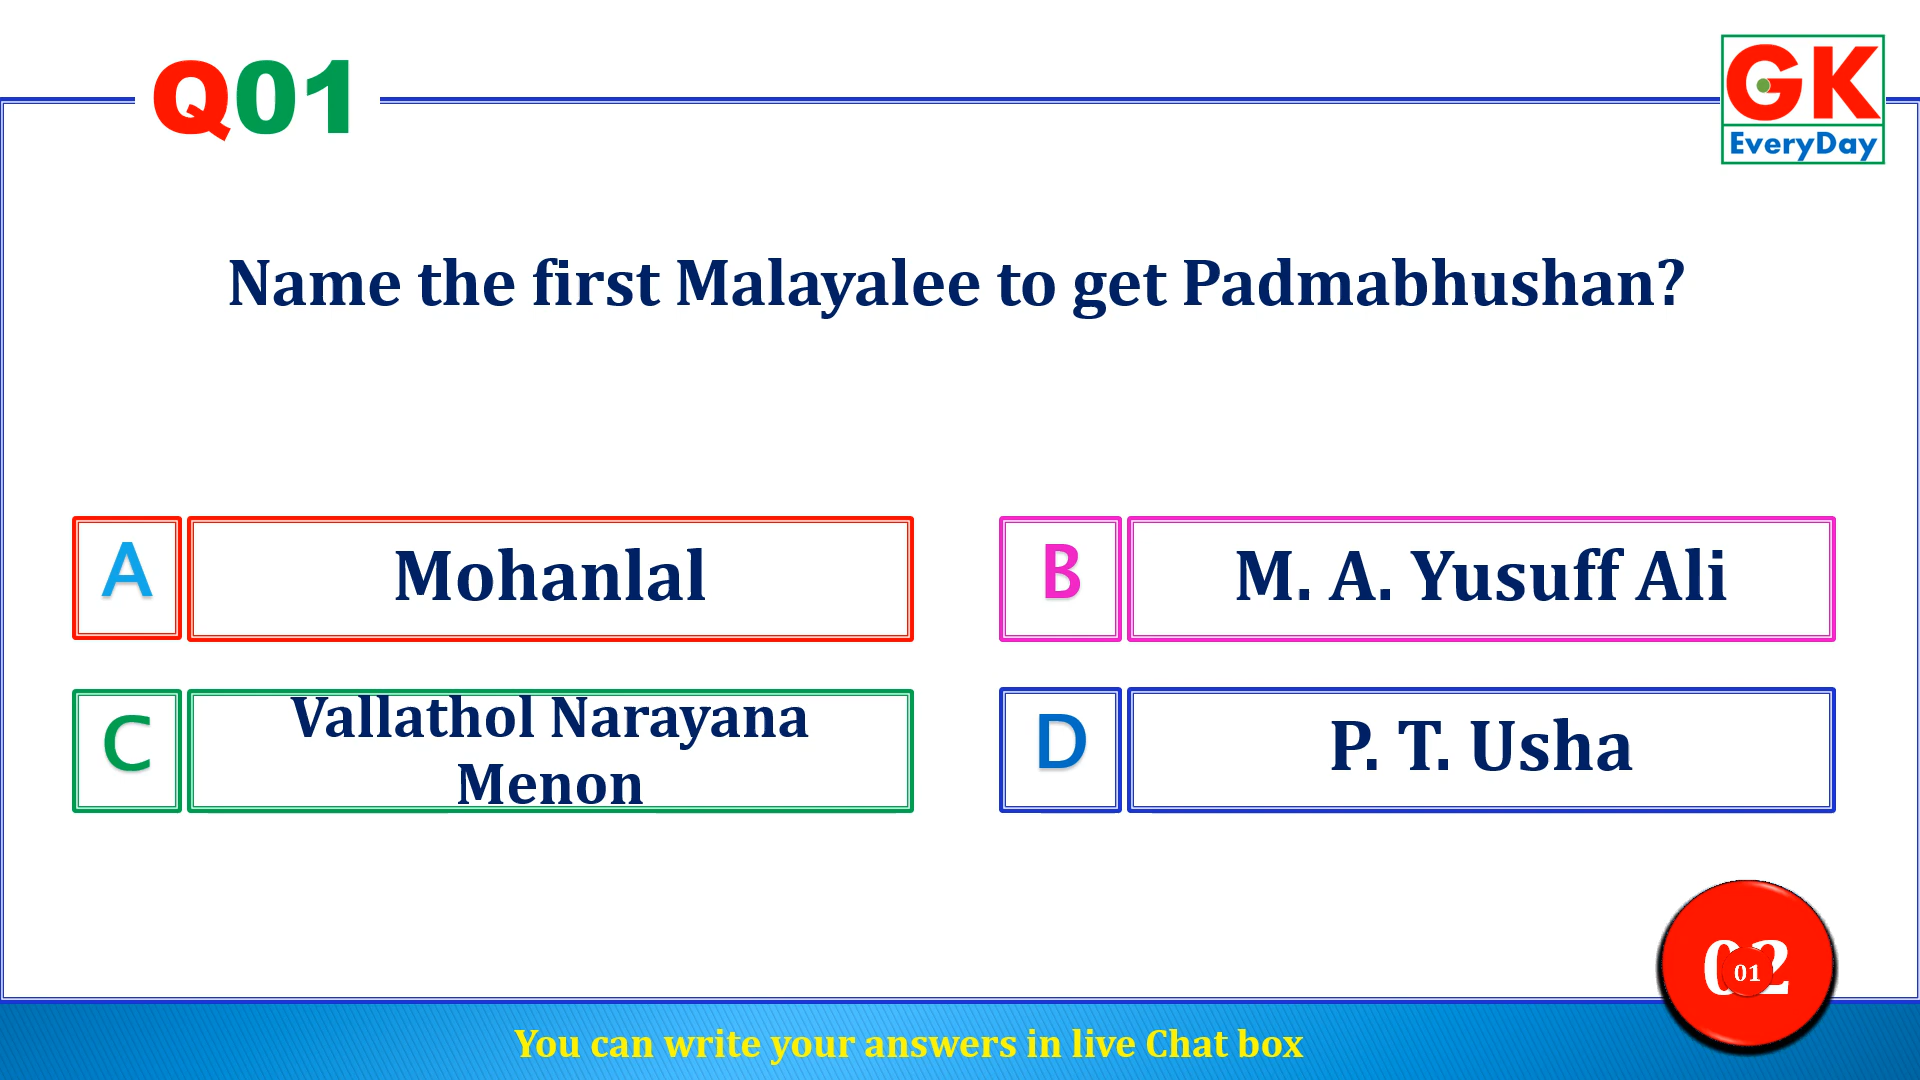 Q01
GK
EveryDay
Name the first Malayalee to get Padmabhushan?
A
Mohanlal
B
M. A. Yusuff Ali
C
Vallathol Narayana
Menon
D
P. T. Usha
02
01
You can write your answers in live Chat box